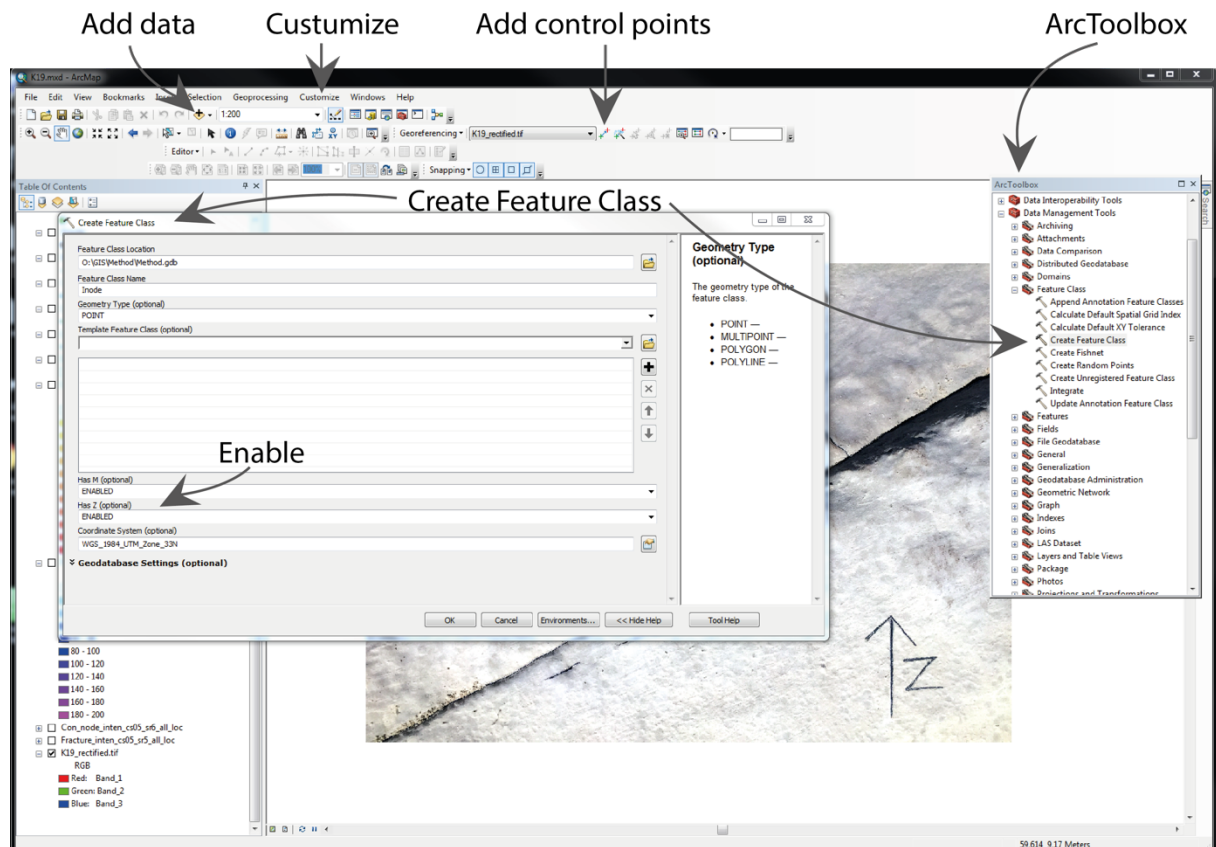 Add data
Custumize
Add control points
ArcToolbox
K19.mxd - ArcMap
File Edit View Bookmarks Insert Selection Geoprocessing Customize Windows Help
1:200
Georeferencing K19_rectified.tif
Editor
Snapping
Table Of Contents
Create Feature Class
Create Feature Class
Feature Class Location
O:\GIS\Method\Method.gdb
Feature Class Name
Inode
Geometry Type (optional)
POINT
Template Feature Class (optional)
Enable
Has M (optional)
ENABLED
Has Z (optional)
ENABLED
Coordinate System (optional)
WGS_1984_UTM_Zone_33N
Geodatabase Settings (optional)
OK Cancel Environments... << Hide Help Tool Help
Geometry Type
(optional)
The geometry type of the
feature class.
• POINT —
• MULTIPOINT —
• POLYGON —
• POLYLINE —
ArcToolbox
Search
Data Interoperability Tools
Data Management Tools
Archiving
Attachments
Data Comparison
Distributed Geodatabase
Domains
Feature Class
Append Annotation Feature Classes
Calculate Default Spatial Grid Index
Calculate Default XY Tolerance
Create Feature Class
Create Fishnet
Create Random Points
Create Unregistered Feature Class
Integrate
Update Annotation Feature Class
Features
Fields
File Geodatabase
General
Generalization
Geodatabase Administration
Geometric Network
Graph
Indexes
Joins
LAS Dataset
Layers and Table Views
Package
Photos
Projections and Transformations
80 - 100
100 - 120
120 - 140
140 - 160
160 - 180
180 - 200
Con_node_inten_cs05_sr6_all_loc
Fracture_inten_cs05_sr5_all_loc
K19_rectified.tif
RGB
Red: Band_1
Green: Band_2
Blue: Band_3
Z
59,614 9,17 Meters